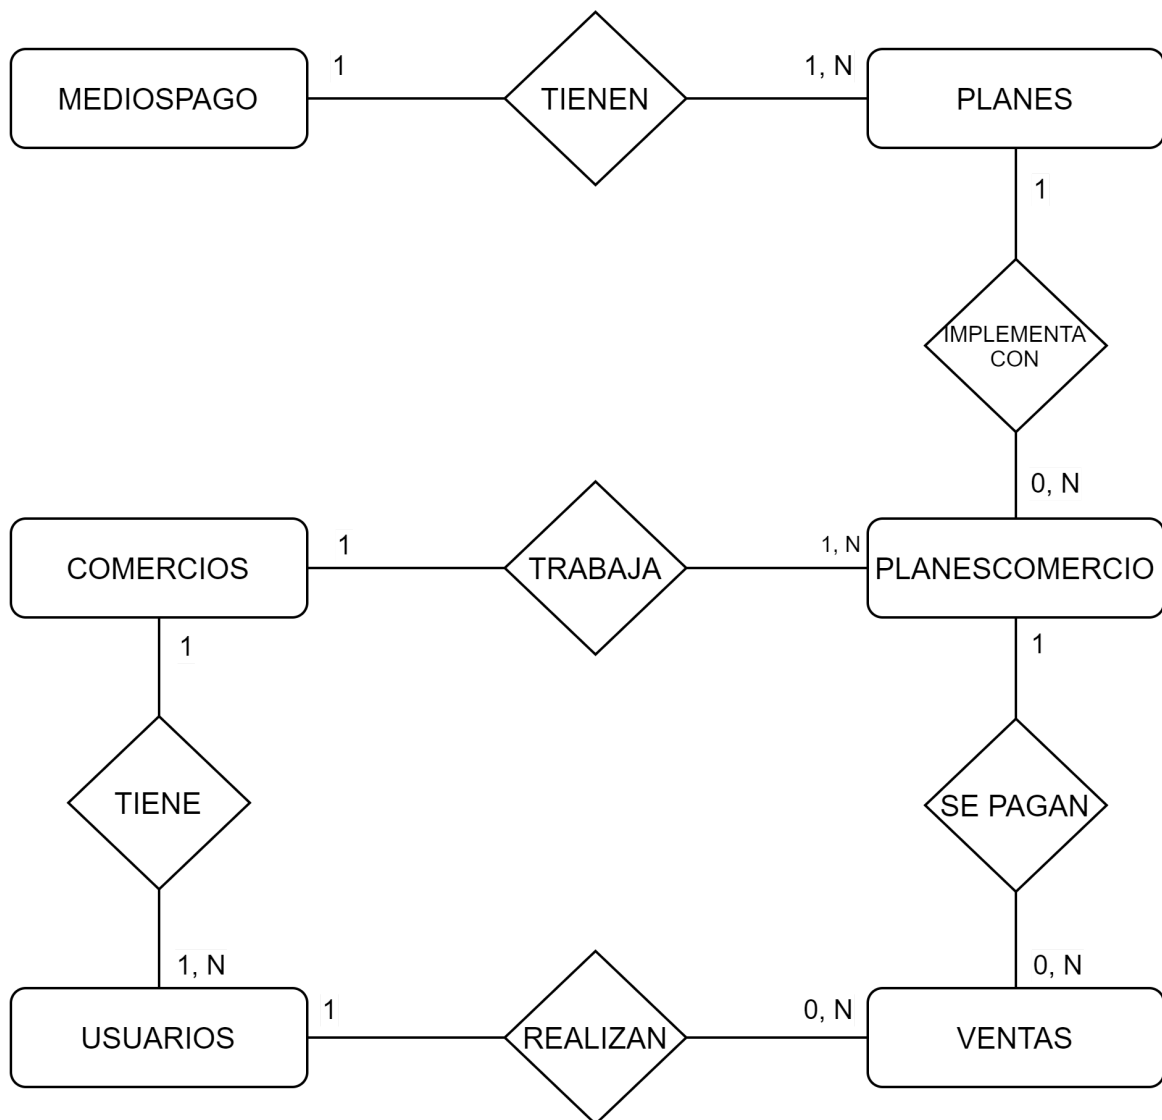 MEDIOSPAGO
1
TIENEN
1, N
PLANES
1
IMPLEMENTA
CON
0, N
COMERCIOS
1
TRABAJA
1, N
PLANESCOMERCIO
1
1
TIENE
SE PAGAN
1, N
0, N
USUARIOS
1
REALIZAN
0, N
VENTAS